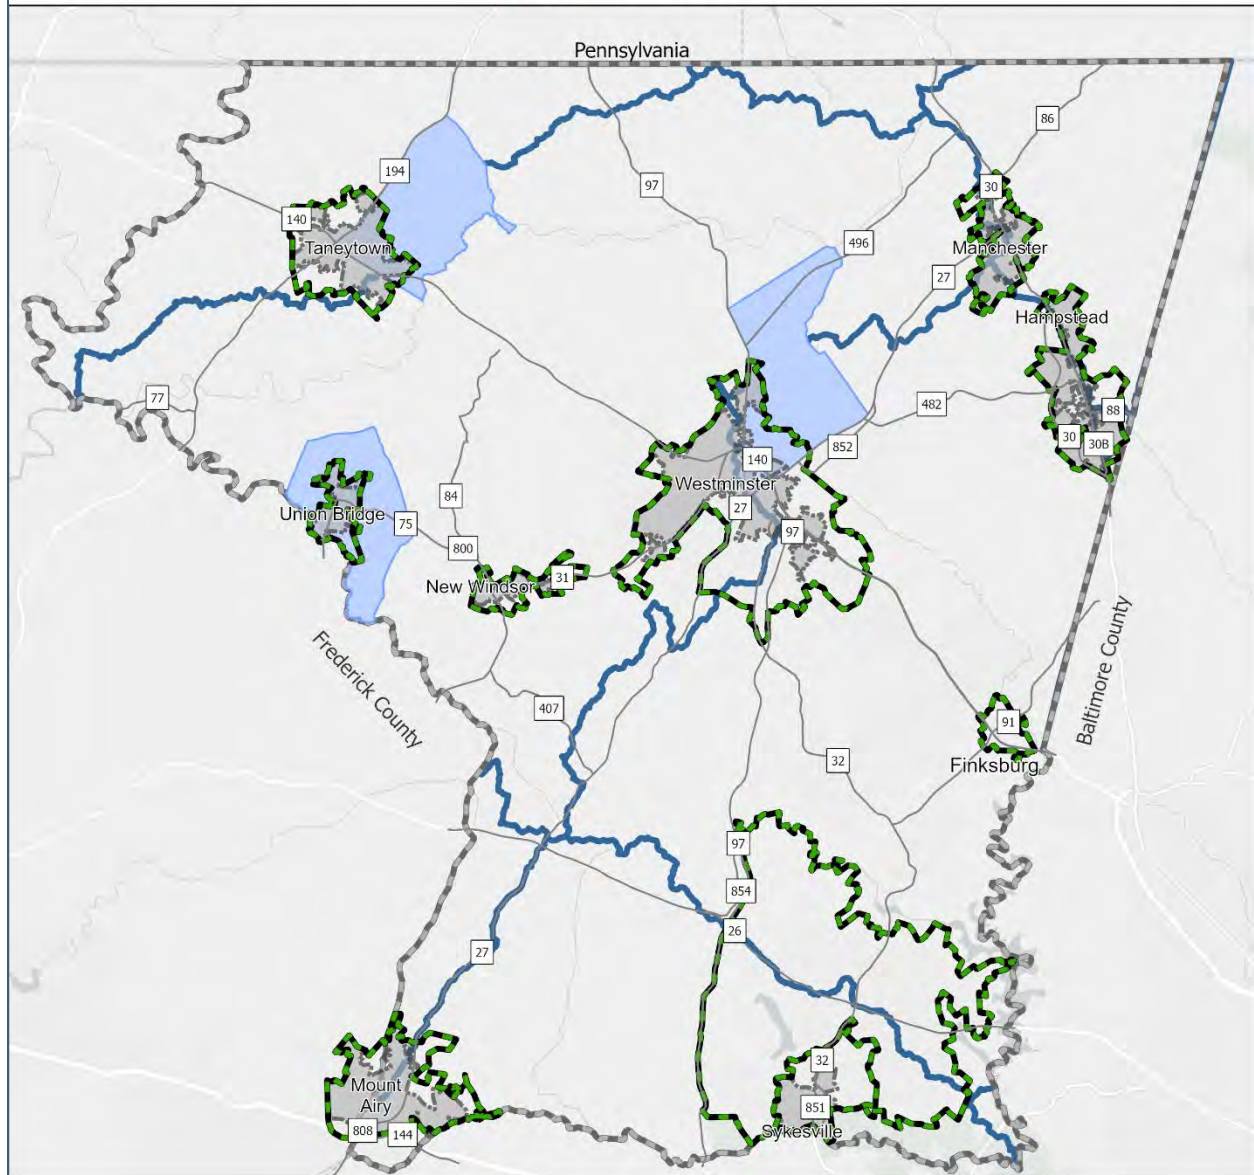 Pennsylvania
86
194
97
30
140
496
Taneytown
Manchester
27
Hampstead
77
482
88
852
30
30B
140
Westminster
84
27
Union Bridge
75
97
800
31
New Windsor
Frederick County
Baltimore County
407
91
32
Finksburg
97
854
26
27
32
Mount
Airy
851
808
144
Sykesville